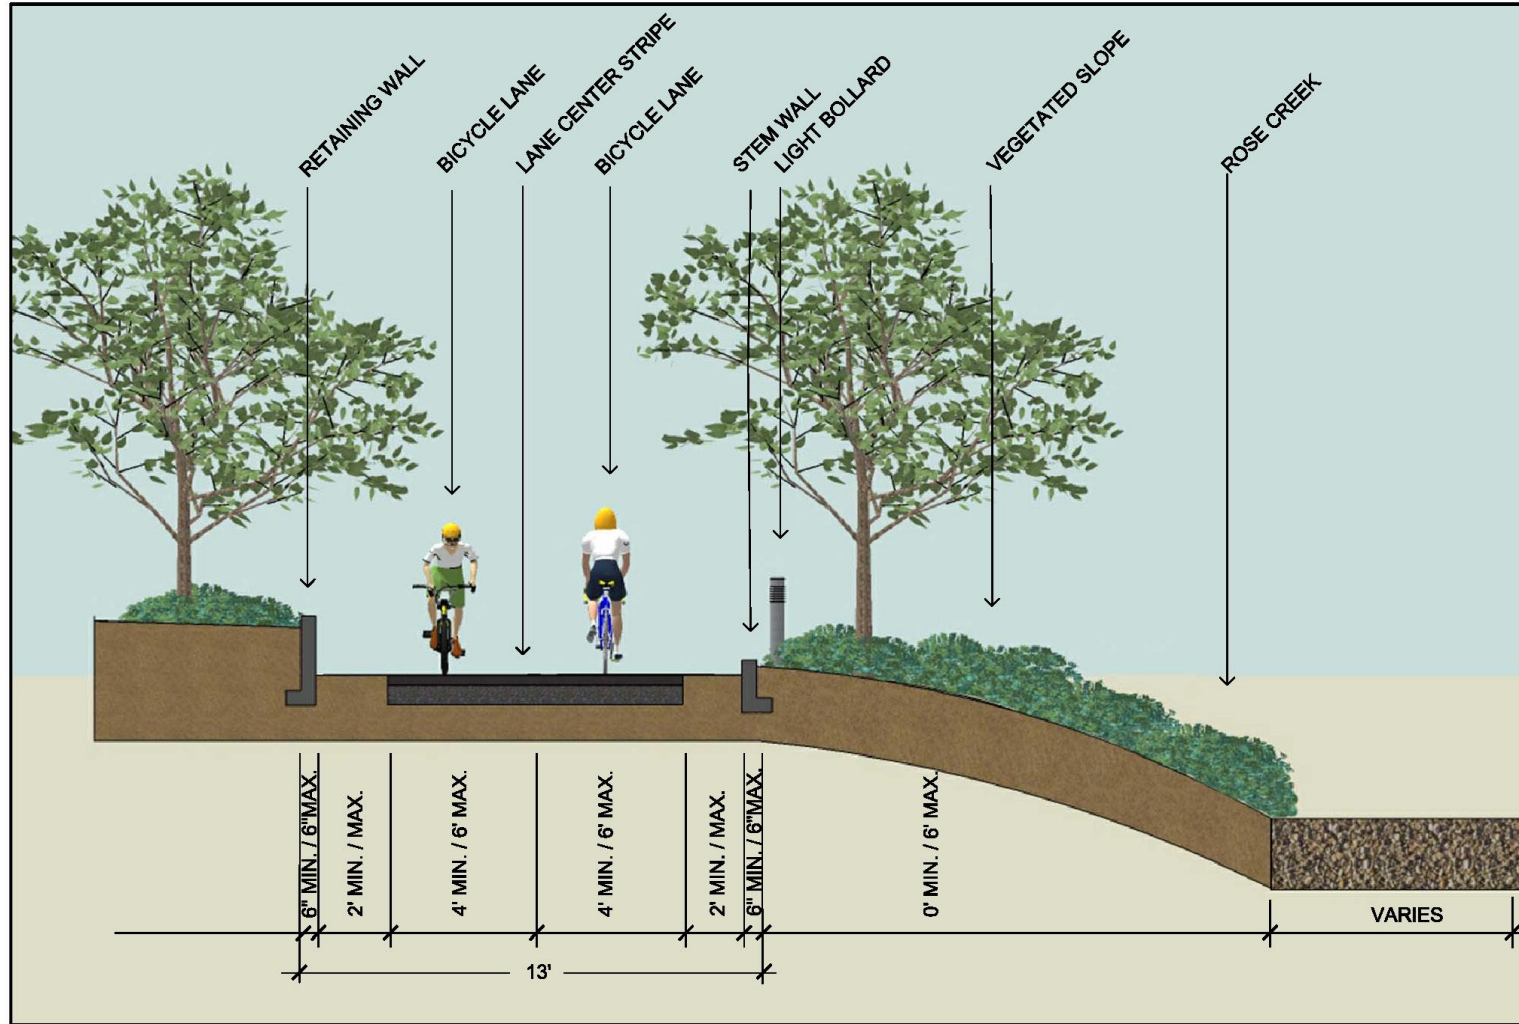 RETAINING WALL
BICYCLE LANE
LANE CENTER STRIPE
BICYCLE LANE
STEM WALL
LIGHT BOLLARD
VEGETATED SLOPE
ROSE CREEK
6" MIN. / 6"MAX.
2' MIN. / MAX.
4' MIN. / 6' MAX.
4' MIN. / 6' MAX.
2' MIN. / MAX.
6" MIN. / 6"MAX.
0' MIN. / 6' MAX.
VARIES
13'